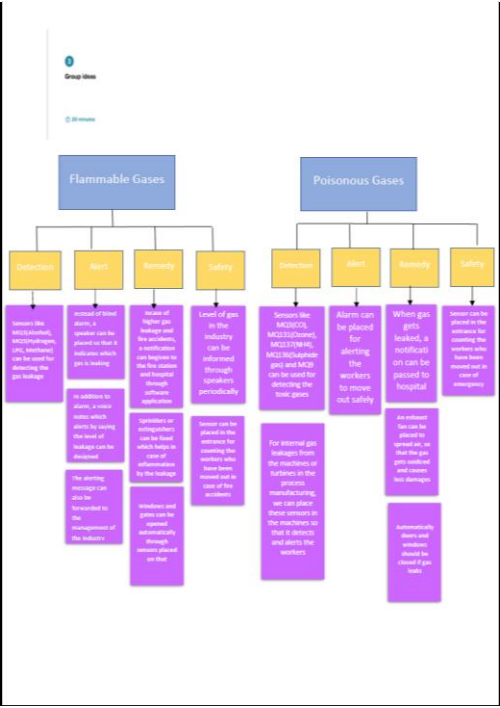 3
Group ideas
20 minutes
Flammable Gases
Poisonous Gases
Detection
Alert
Remedy
Safety
Detection
Alert
Remedy
Safety
Sensors like
MQ3(Alcohol),
MQ5(Hydrogen,
LPG, Methane)
can be used for
detecting the
gas leakage
Instead of blind
alarm, a
speaker can be
placed so that it
indicates which
gas is leaking
In addition to
alarm, a voice
notes which
alerts by saying
the level of
leakage can be
designed
The alerting
message can
also be
forwarded to
the
management of
the industry
Incase of
higher gas
leakage and
fire accidents,
a notification
can be given to
the fire station
and hospital
through
software
application
Sprinklers or
extinguishers
can be fixed
which helps in
case of
inflammation
by the leakage
Windows and
gates can be
opened
automatically
through
sensors placed
on that
Level of gas
in the
industry
can be
informed
through
speakers
periodically
Sensor can be
placed in the
entrance for
counting the
workers who
have been
moved out in
case of fire
accidents
Sensors like
MQ3(CO),
MQ131(Ozone),
MQ137(NH4),
MQ136(Sulphide
gas) and MQ9
can be used for
detecting the
toxic gases
For internal gas
leakages from
the machines or
turbines in the
process
manufacturing,
we can place
these sensors in
the machines so
that it detects
and alerts the
workers
Alarm can
be placed
for
alerting
the
workers
to move
out safely
When gas
gets
leaked, a
notificati
on can be
passed to
hospital
An exhaust
fan can be
placed to
spread air, so
that the gas
gets oxidized
and causes
less damages
Automatically
doors and
windows
should be
closed if gas
leaks
Sensor can be
placed in the
entrance for
counting the
workers who
have been
moved out in
case of
emergency